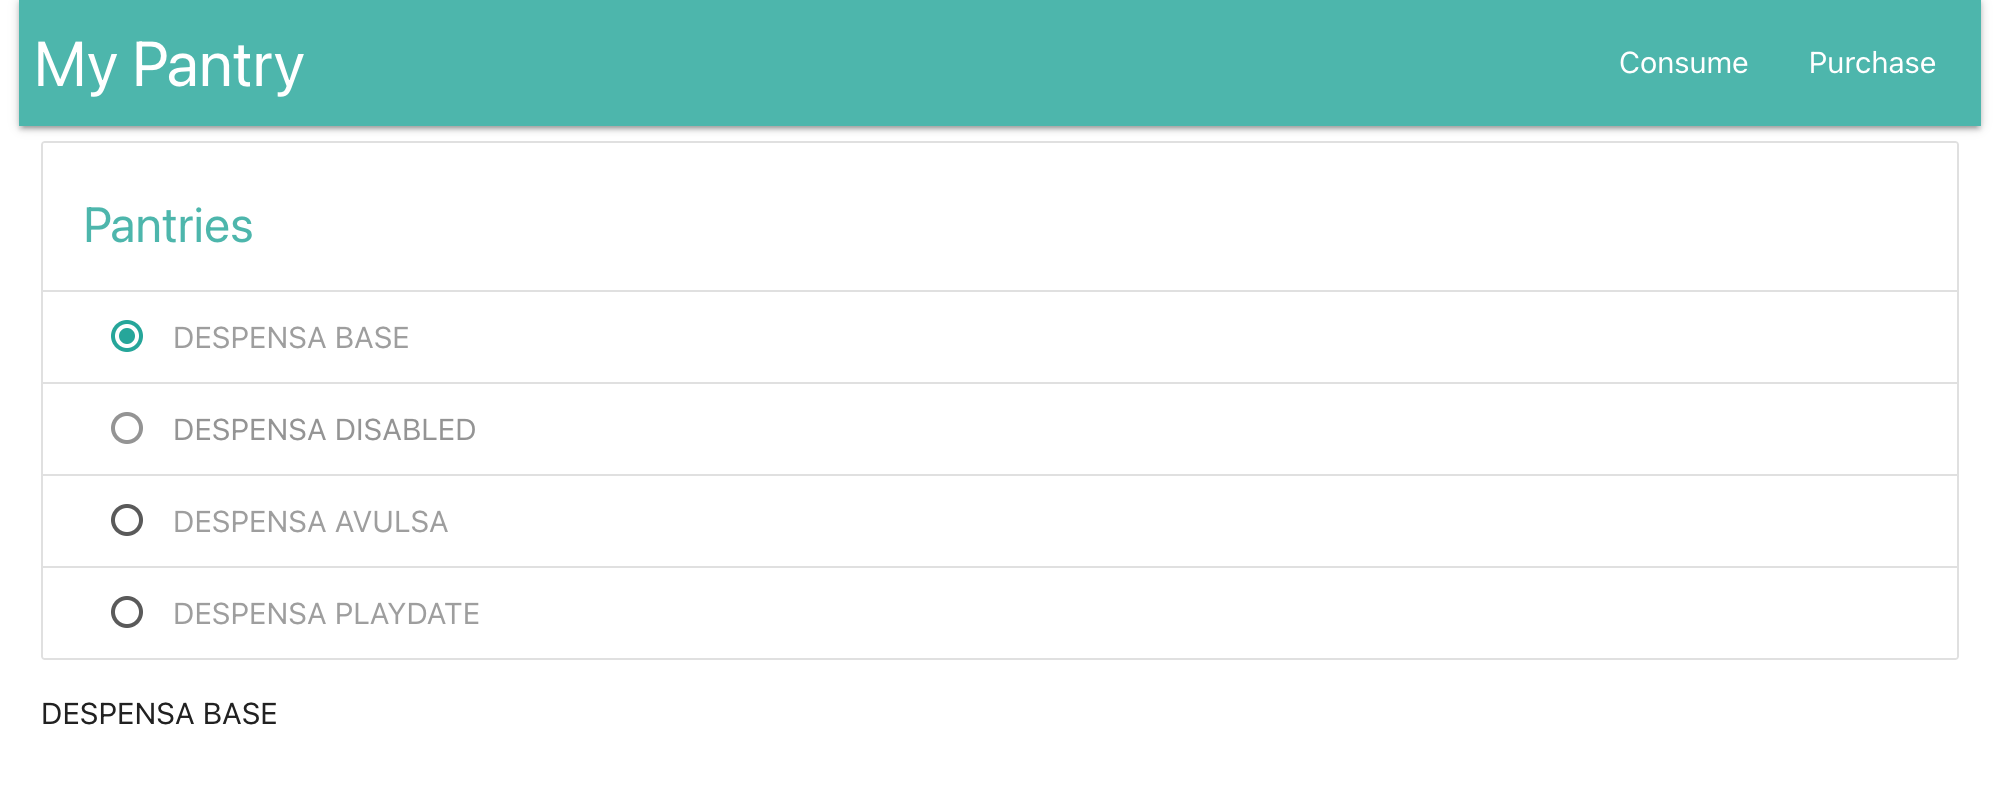 My Pantry
Consume Purchase
Pantries
DESPENSA BASE
DESPENSA DISABLED
DESPENSA AVULSA
DESPENSA PLAYDATE
DESPENSA BASE